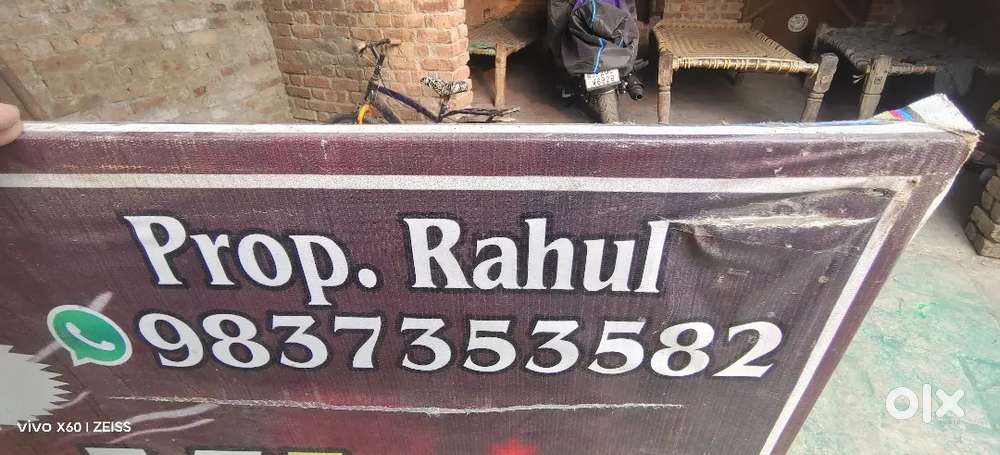 Prop. Rahul
9837353582
vivo X60 | ZEISS
olx